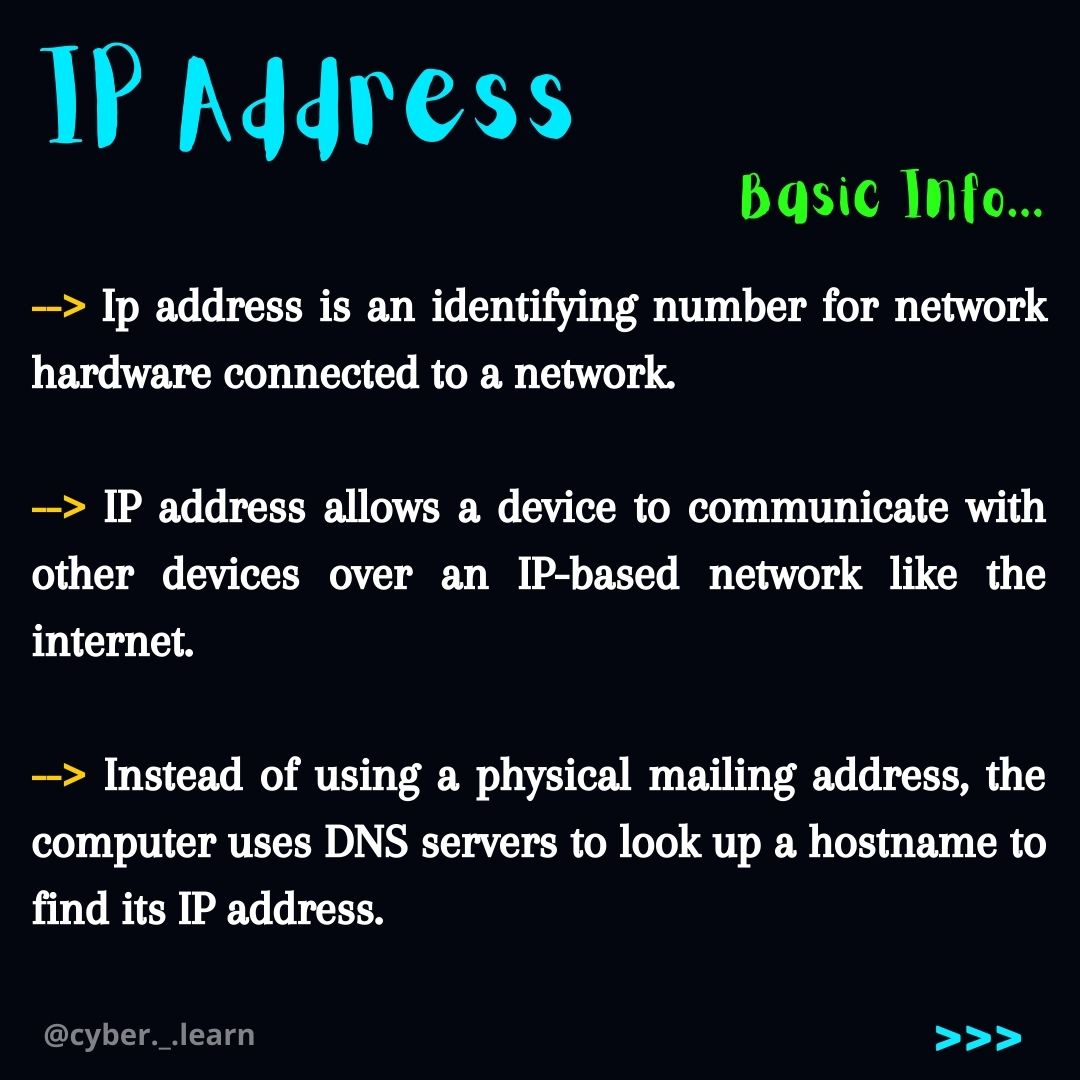 IP Address
Basic Info...
--> Ip address is an identifying number for network
hardware connected to a network.
--> IP address allows a device to communicate with
other devices over an IP-based network like the
internet.
--> Instead of using a physical mailing address, the
computer uses DNS servers to look up a hostname to
find its IP address.
@cyber._.learn
>>>